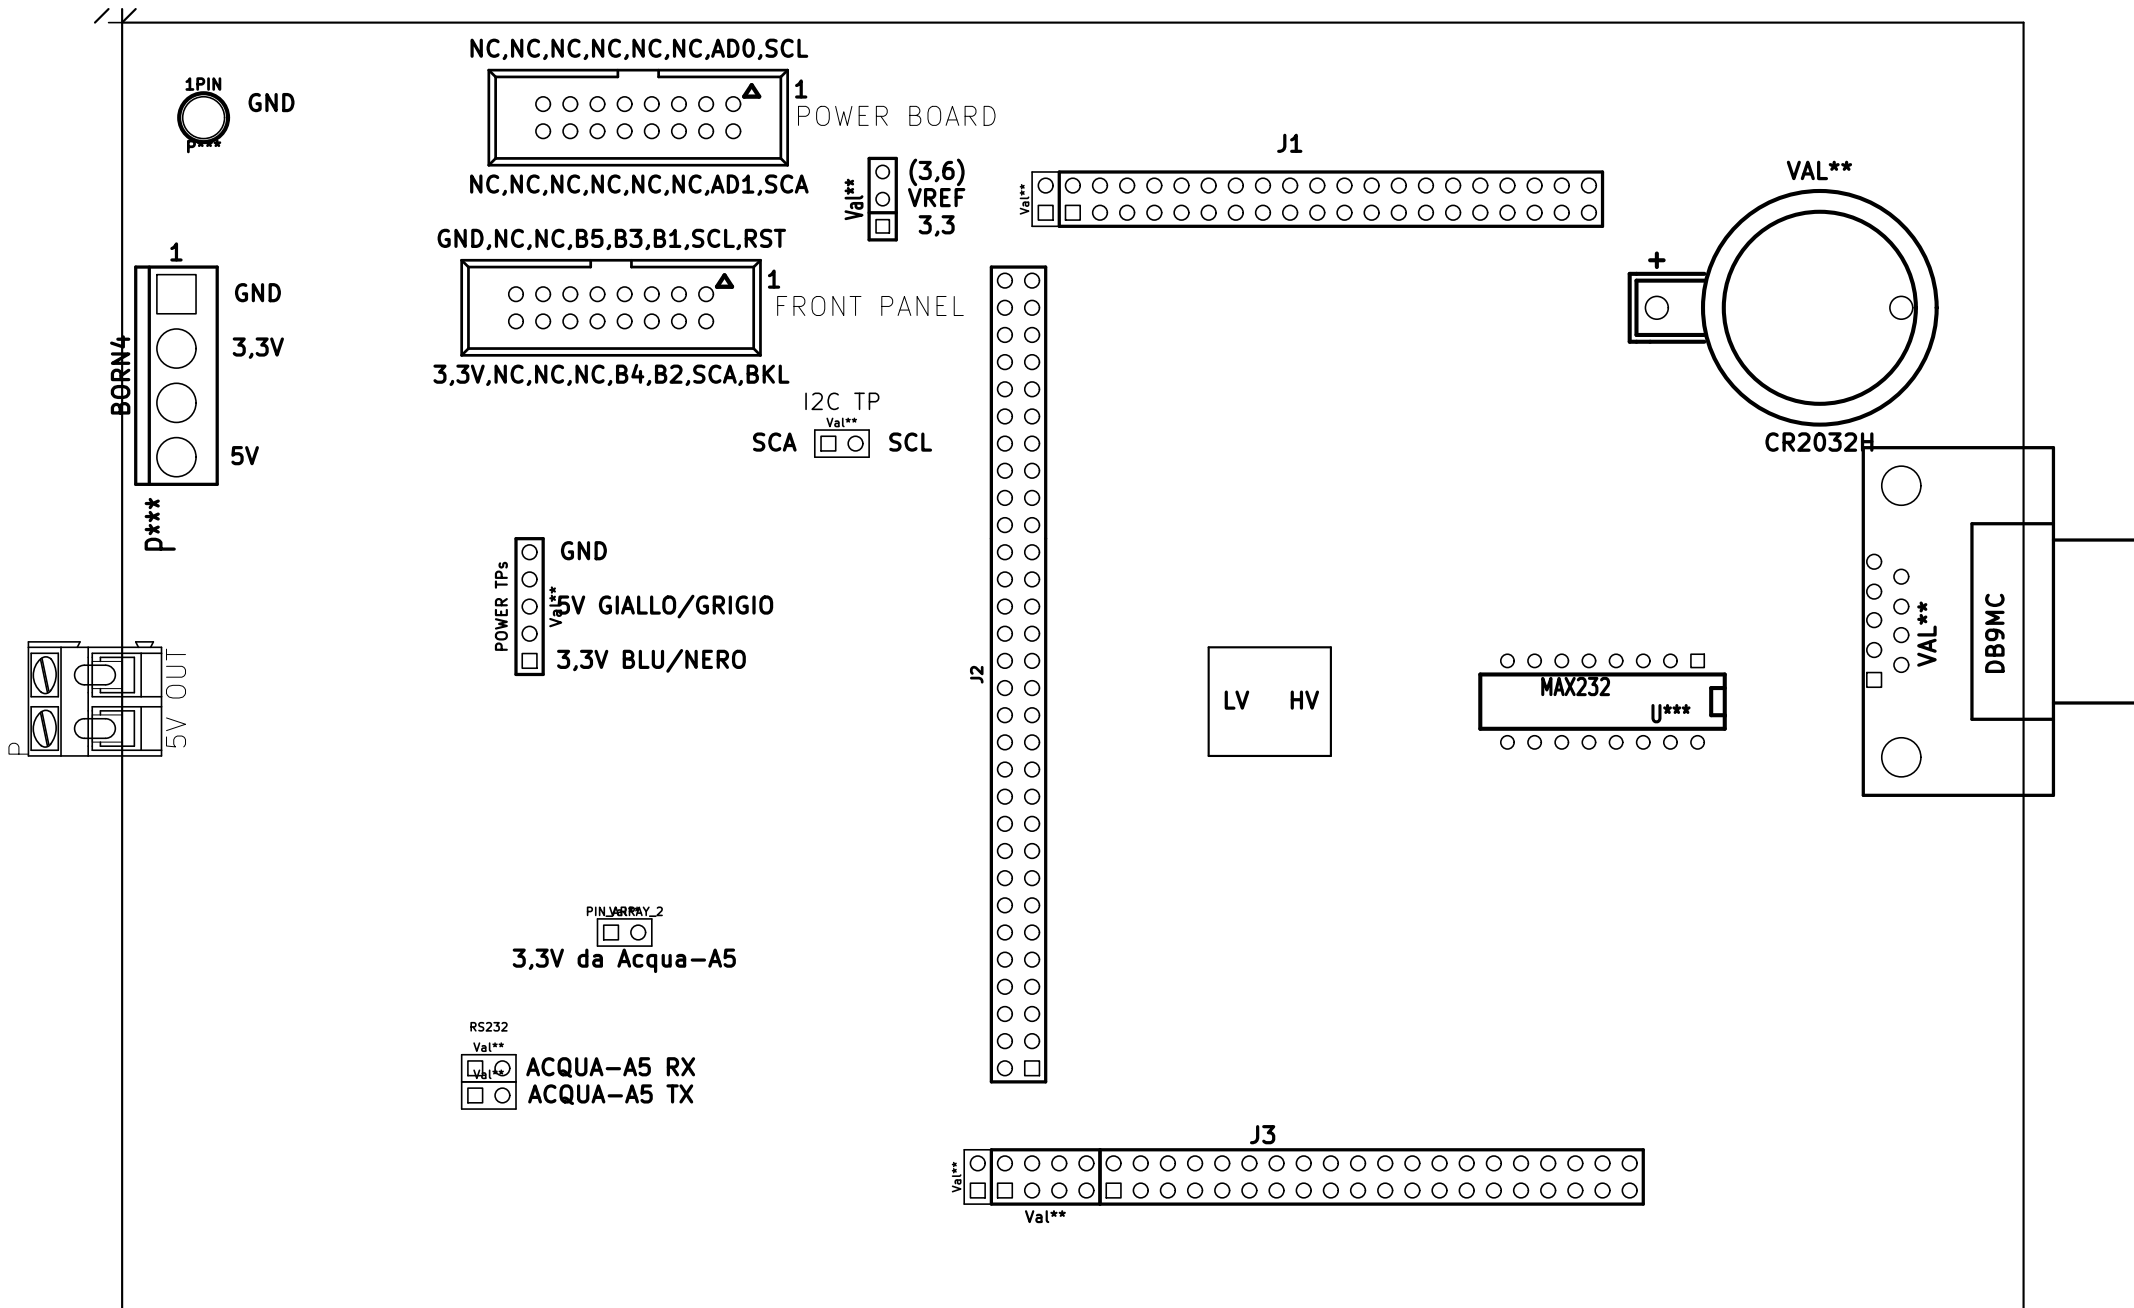 NC,NC,NC,NC,NC,NC,AD0,SCL
1PIN
GND
P***
1
POWER BOARD
NC,NC,NC,NC,NC,NC,AD1,SCA
Val**
(3,6)
VREF
3,3
J1
Val**
VAL**
+
CR2032H
GND,NC,NC,B5,B3,B1,SCL,RST
1
FRONT PANEL
3,3V,NC,NC,NC,B4,B2,SCA,BKL
1
GND
3,3V
5V
BORN4
P***
I2C TP
Val**
SCA
SCL
POWER TPs
Val**
GND
5V GIALLO/GRIGIO
3,3V BLU/NERO
P
5V OUT
J2
LV
HV
MAX232
U***
VAL**
DB9MC
PIN_ARRAY_2
Val**
3,3V da Acqua-A5
RS232
Val**
ACQUA-A5 RX
Val**
ACQUA-A5 TX
J3
Val**
Val**